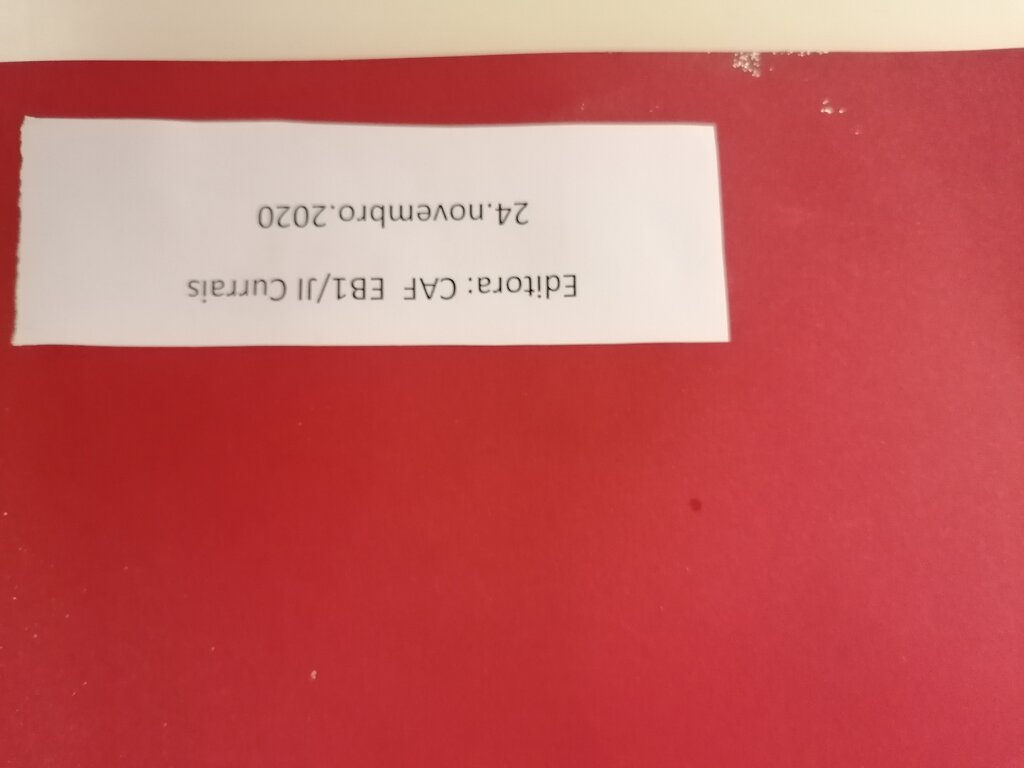 Editora: CAF  EB1/JI Currais
24.novembro.2020